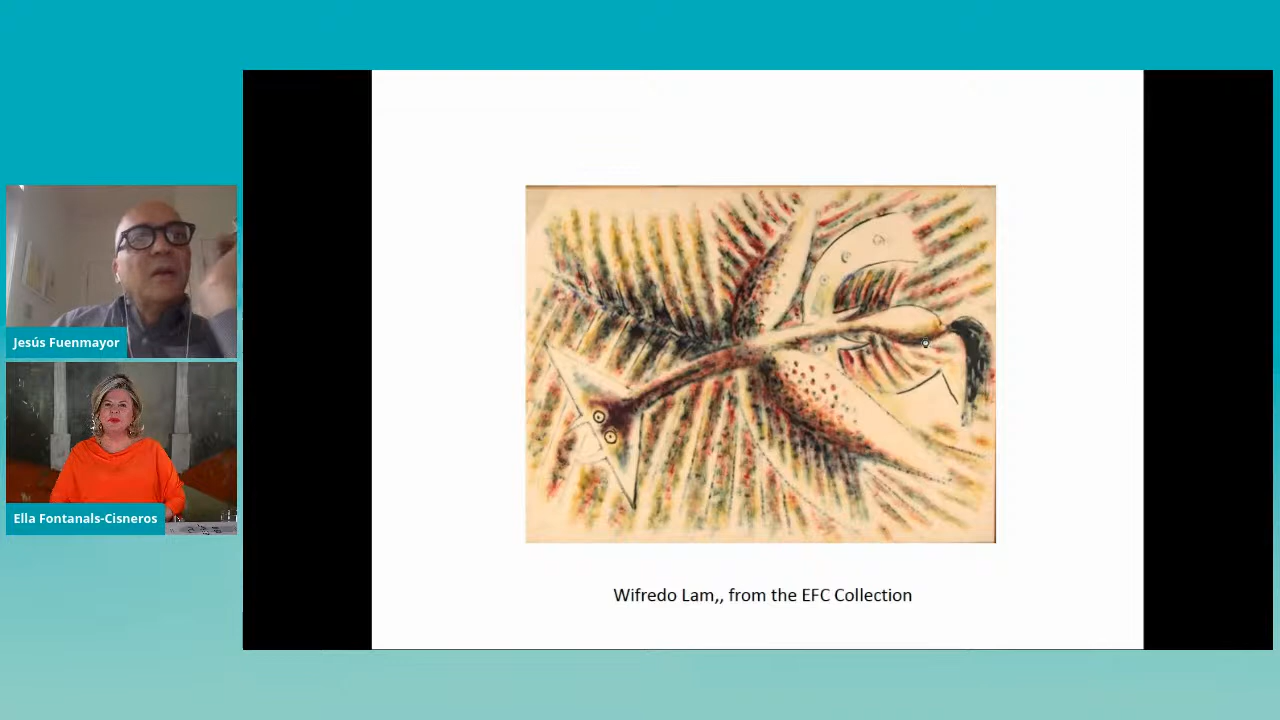 Jesús Fuenmayor
Ella Fontanals-Cisneros
Wifredo Lam,, from the EFC Collection